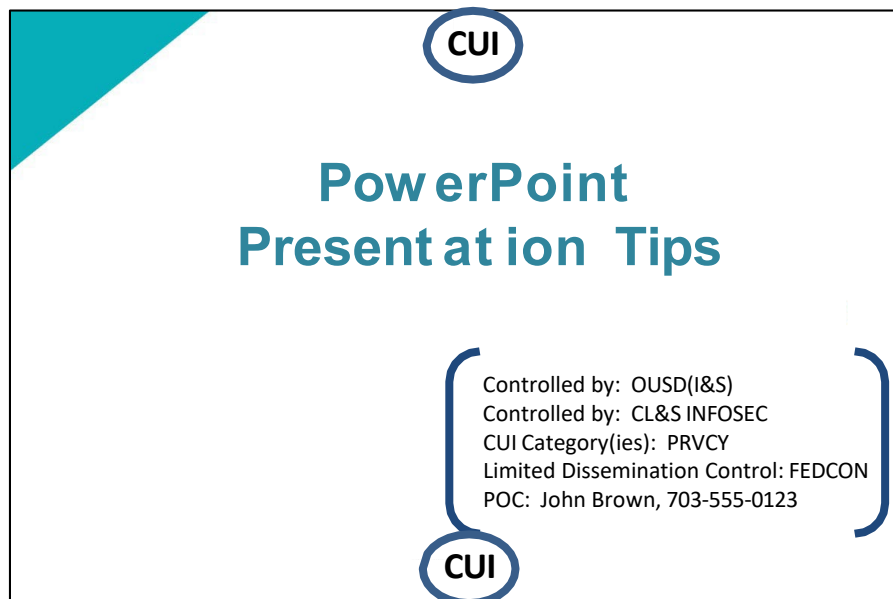 CUI
PowerPoint
Presentation Tips
Controlled by: OUSD(I&S)
Controlled by: CL&S INFOSEC
CUI Category(ies): PRVCY
Limited Dissemination Control: FEDCON
POC: John Brown, 703-555-0123
CUI